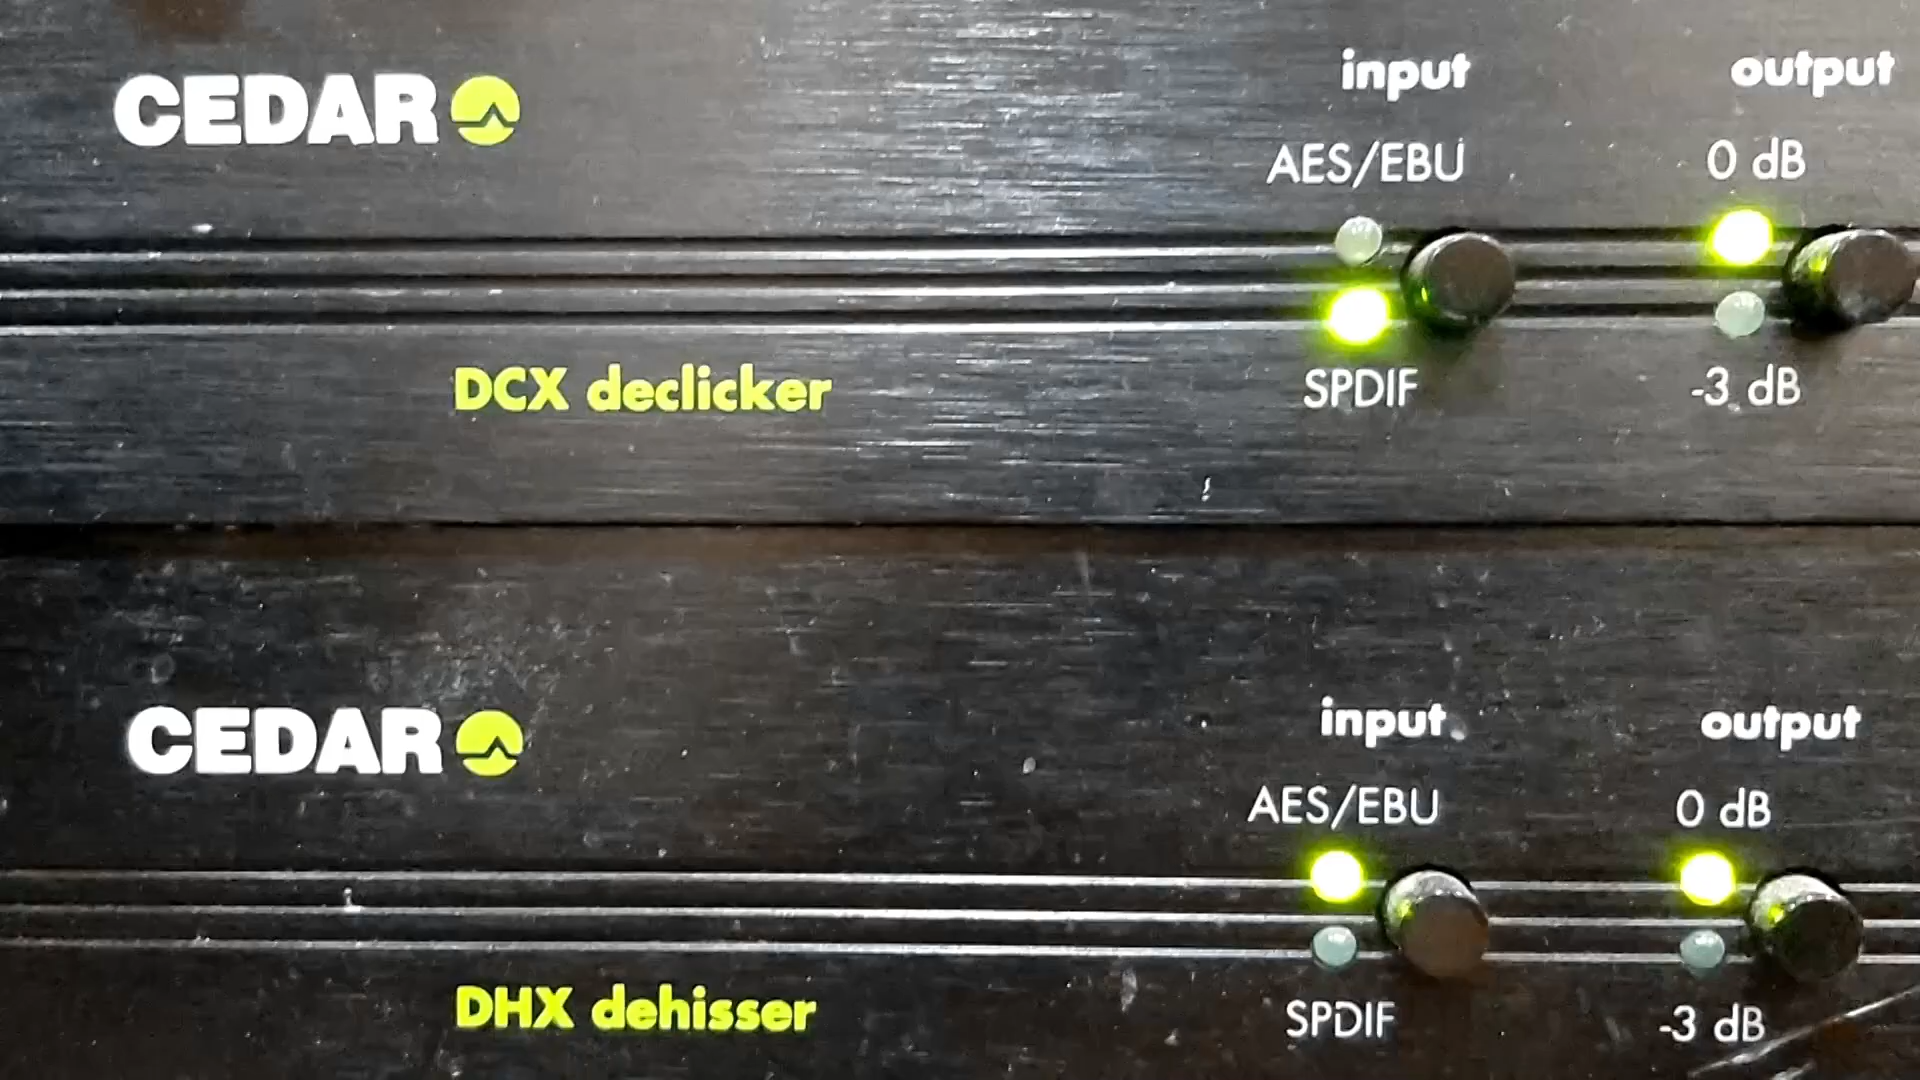 CEDAR
input output
AES/EBU 0 dB
SPDIF -3 dB
DCX declicker
CEDAR
input output
AES/EBU 0 dB
SPDIF -3 dB
DHX dehisser